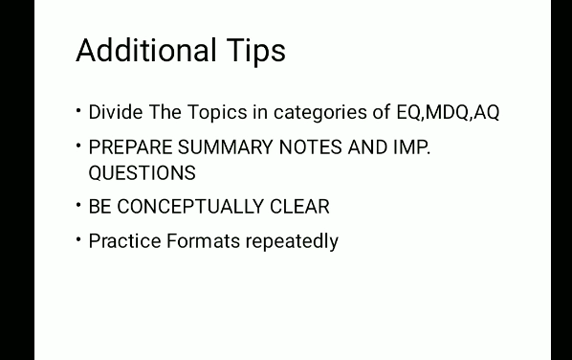 Additional Tips
• Divide The Topics in categories of EQ,MDQ,AQ
• PREPARE SUMMARY NOTES AND IMP.
QUESTIONS
• BE CONCEPTUALLY CLEAR
• Practice Formats repeatedly